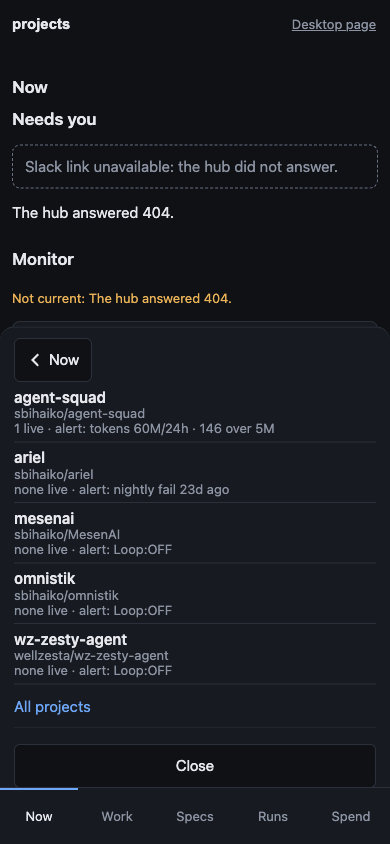 projects
Desktop page
Now
Needs you
Slack link unavailable: the hub did not answer.
The hub answered 404.
Monitor
Not current: The hub answered 404.
Now
agent-squad
sbihaiko/agent-squad
1 live · alert: tokens 60M/24h · 146 over 5M
ariel
sbihaiko/ariel
none live · alert: nightly fail 23d ago
mesenai
sbihaiko/MesenAI
none live · alert: Loop:OFF
omnistik
sbihaiko/omnistik
none live · alert: Loop:OFF
wz-zesty-agent
wellzesta/wz-zesty-agent
none live · alert: Loop:OFF
All projects
Close
Now
Work
Specs
Runs
Spend